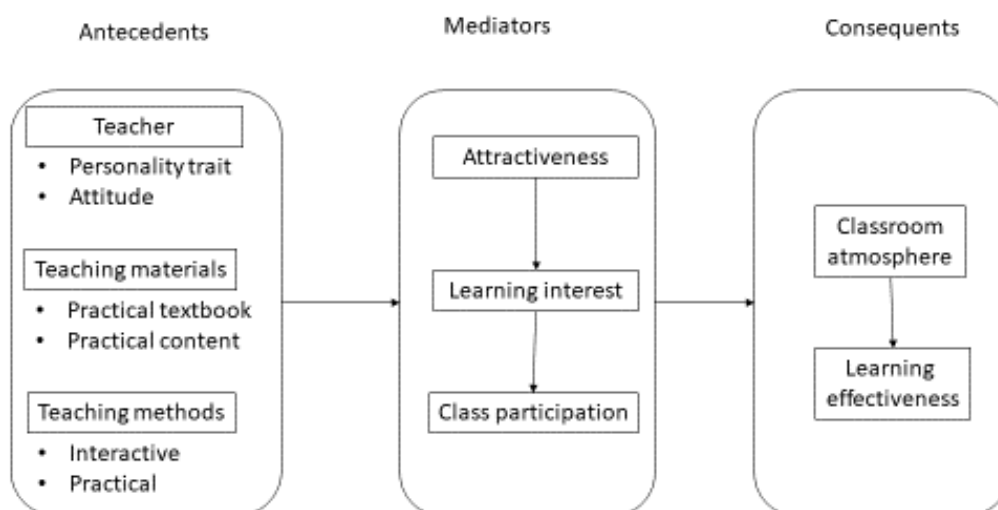 Antecedents
Mediators
Consequents
Teacher
• Personality trait
• Attitude
Teaching materials
• Practical textbook
• Practical content
Teaching methods
• Interactive
• Practical
Attractiveness
Learning interest
Class participation
Classroom
atmosphere
Learning
effectiveness